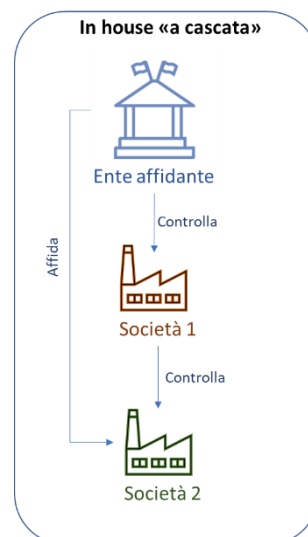 In house «a cascata»
Ente affidante
Controlla
Affida
Società 1
Controlla
Società 2